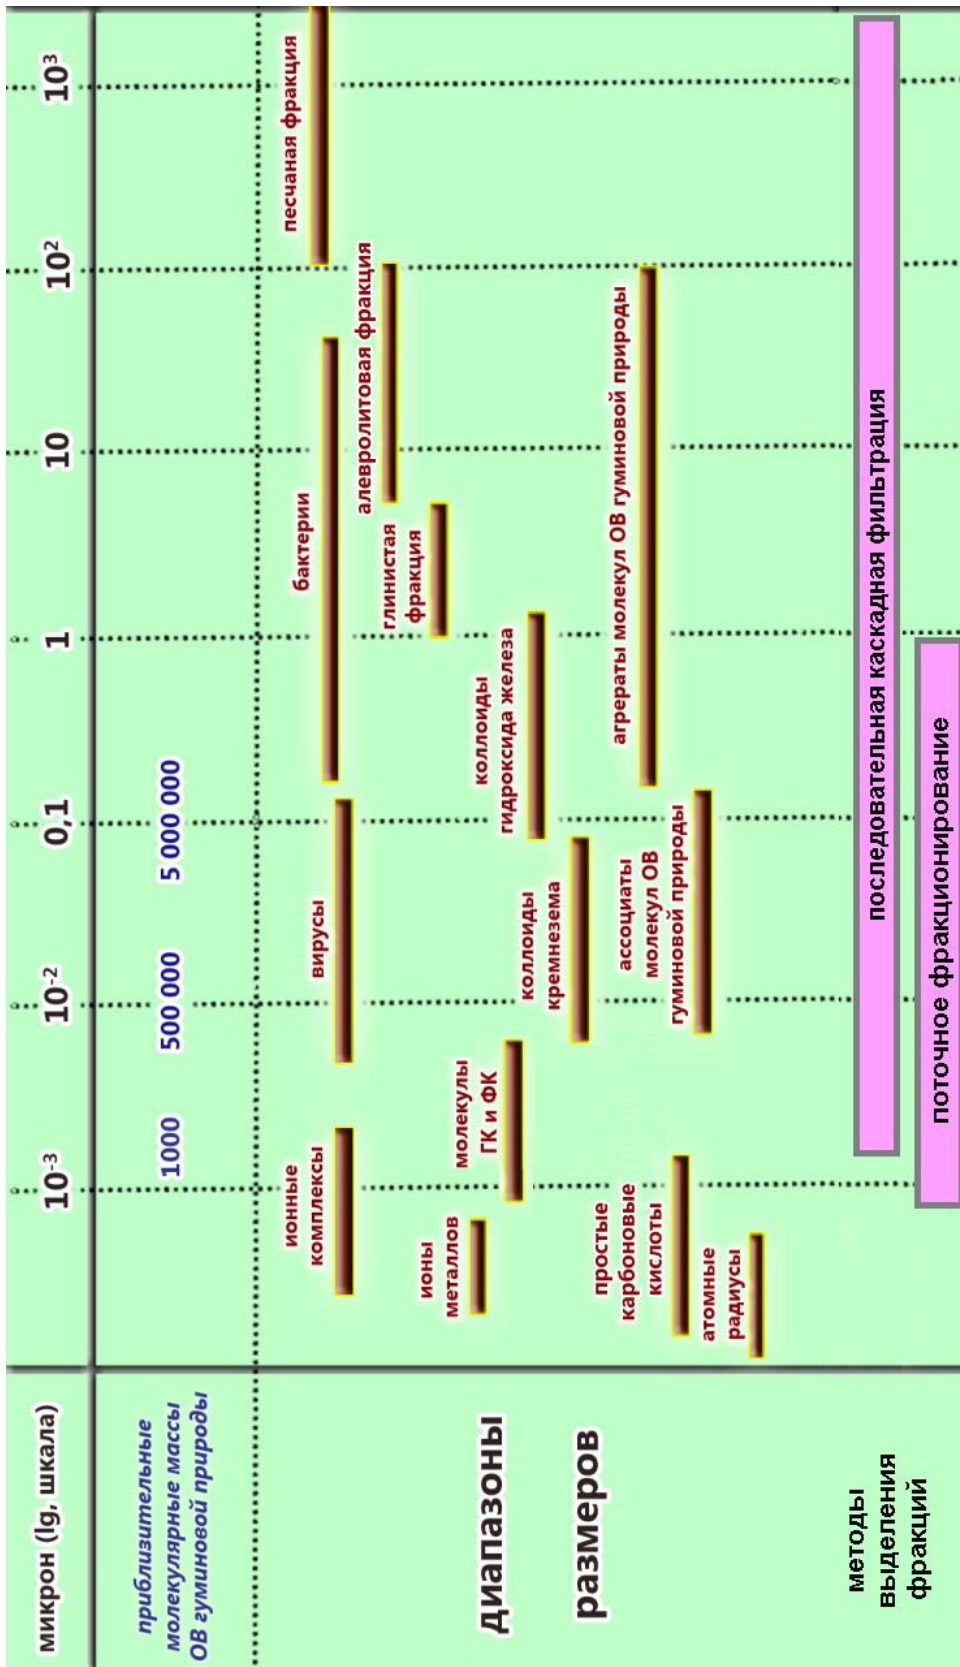 микрон (lg, шкала)
10⁻³
10⁻²
0,1
1
10
10²
10³
приблизительные
молекулярные массы
ОВ гуминовой природы
1000
500 000
5 000 000
диапазоны
размеров
ионные
комплексы
вирусы
бактерии
песчаная фракция
алевролитовая фракция
глинистая
фракция
ионы
металлов
молекулы
ГК и ФК
коллоиды
гидроксида железа
коллоиды
кремнезема
простые
карбоновые
кислоты
ассоциаты
молекул ОВ
гуминовой природы
агрераты молекул ОВ гуминовой природы
атомные
радиусы
методы
выделения
фракций
последовательная каскадная фильтрация
поточное фракционирование